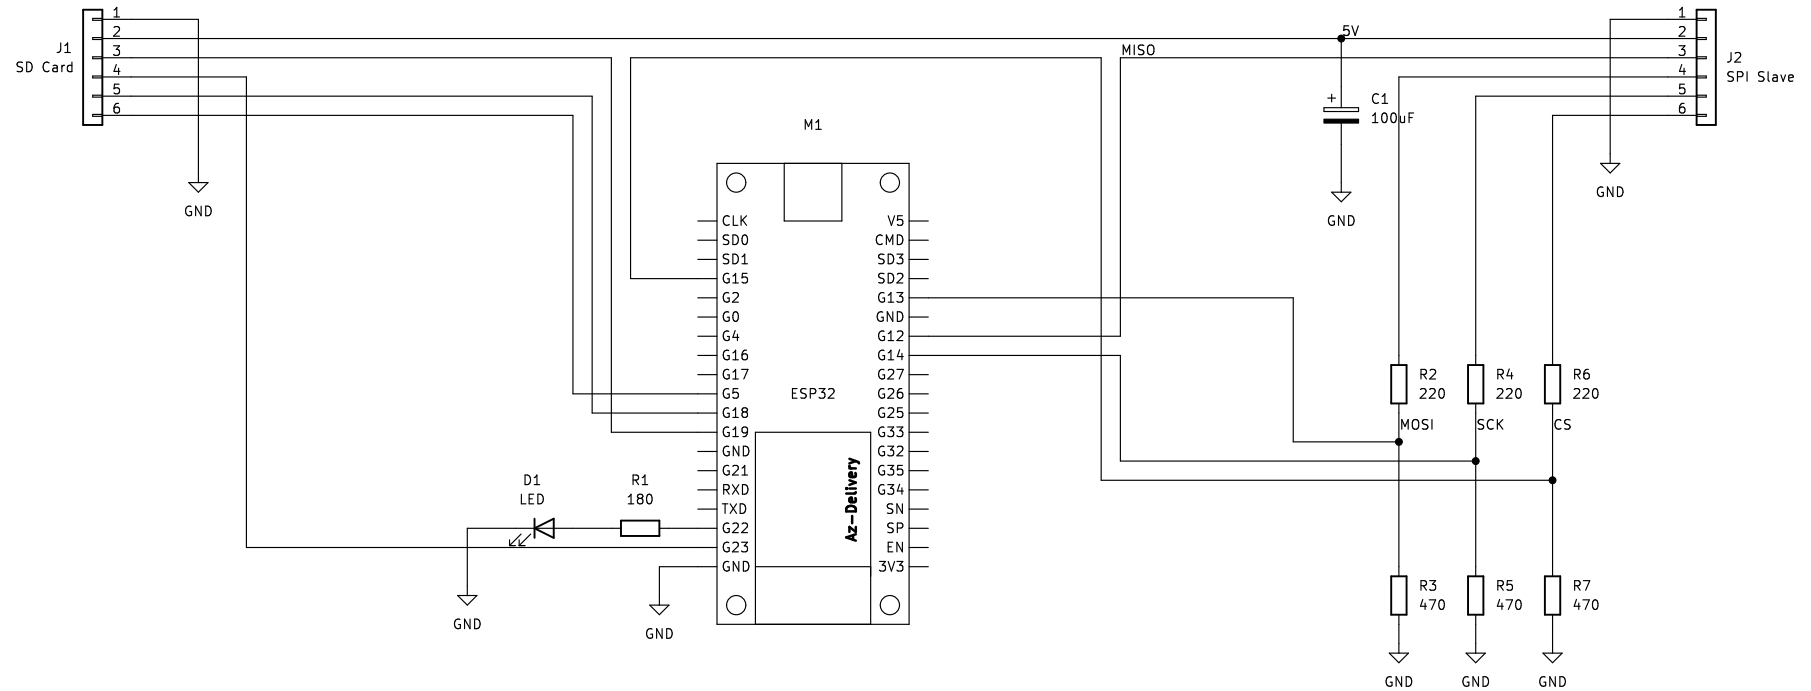 J1
SD Card
1
2
3
4
5
6
GND
M1
CLK
SD0
SD1
G15
G2
G0
G4
G16
G17
G5
G18
G19
GND
G21
RXD
TXD
G22
G23
GND
ESP32
Az-Delivery
V5
CMD
SD3
SD2
G13
GND
G12
G14
G27
G26
G25
G33
G32
G35
G34
SN
SP
EN
3V3
D1
LED
R1
180
GND
GND
MISO
5V
+
C1
100uF
GND
1
2
3
4
5
6
J2
SPI Slave
GND
R2
220
R4
220
R6
220
MOSI
SCK
CS
R3
470
R5
470
R7
470
GND
GND
GND